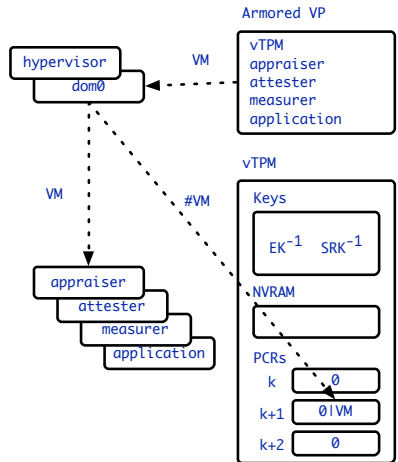 Armored VP
vTPM
appraiser
attester
measurer
application
hypervisor
dom0
VM
vTPM
Keys
EK⁻¹ SRK⁻¹
NVRAM
PCRs
k 0
k+1 0|VM
k+2 0
VM
#VM
appraiser
attester
measurer
application